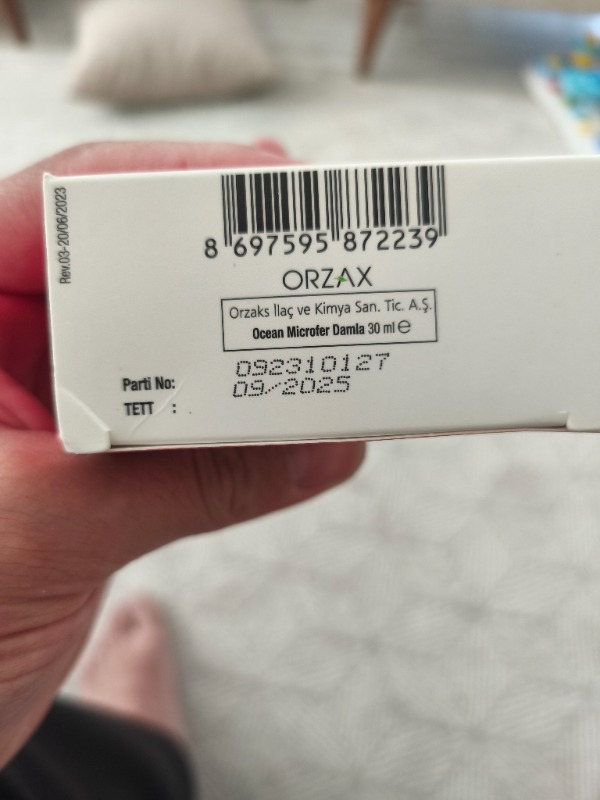 Rev.03-20/06/2023
8 697595 872239
ORZAX
Orzaks İlaç ve Kimya San. Tic. A.Ş.
Ocean Microfer Damla 30 ml ℮
Parti No: 092310127
TETT : 09/2025